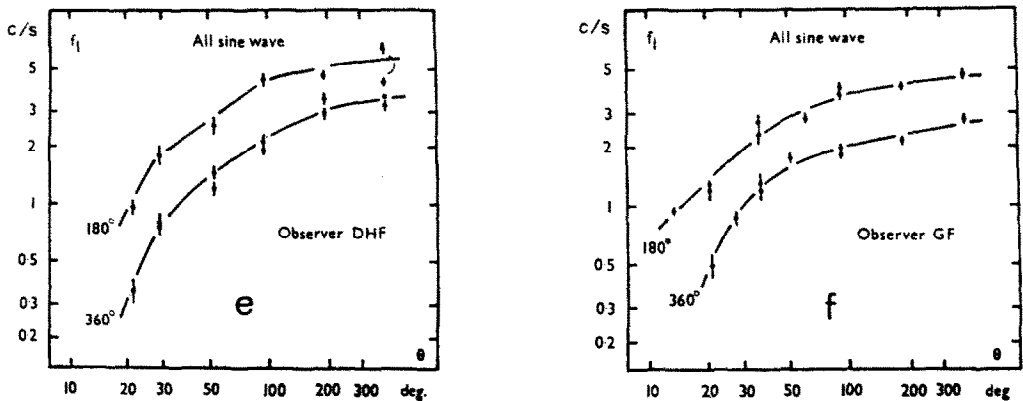 c/s
f₁
All sine wave
5
3
2
1
0·5
0·3
0·2
180°
360°
Observer DHF
e
θ
10 20 30 50 100 200 300 deg.
c/s
f₁
All sine wave
5
3
2
1
0·5
0·3
0·2
180°
360°
Observer GF
f
θ
10 20 30 50 100 200 300 deg